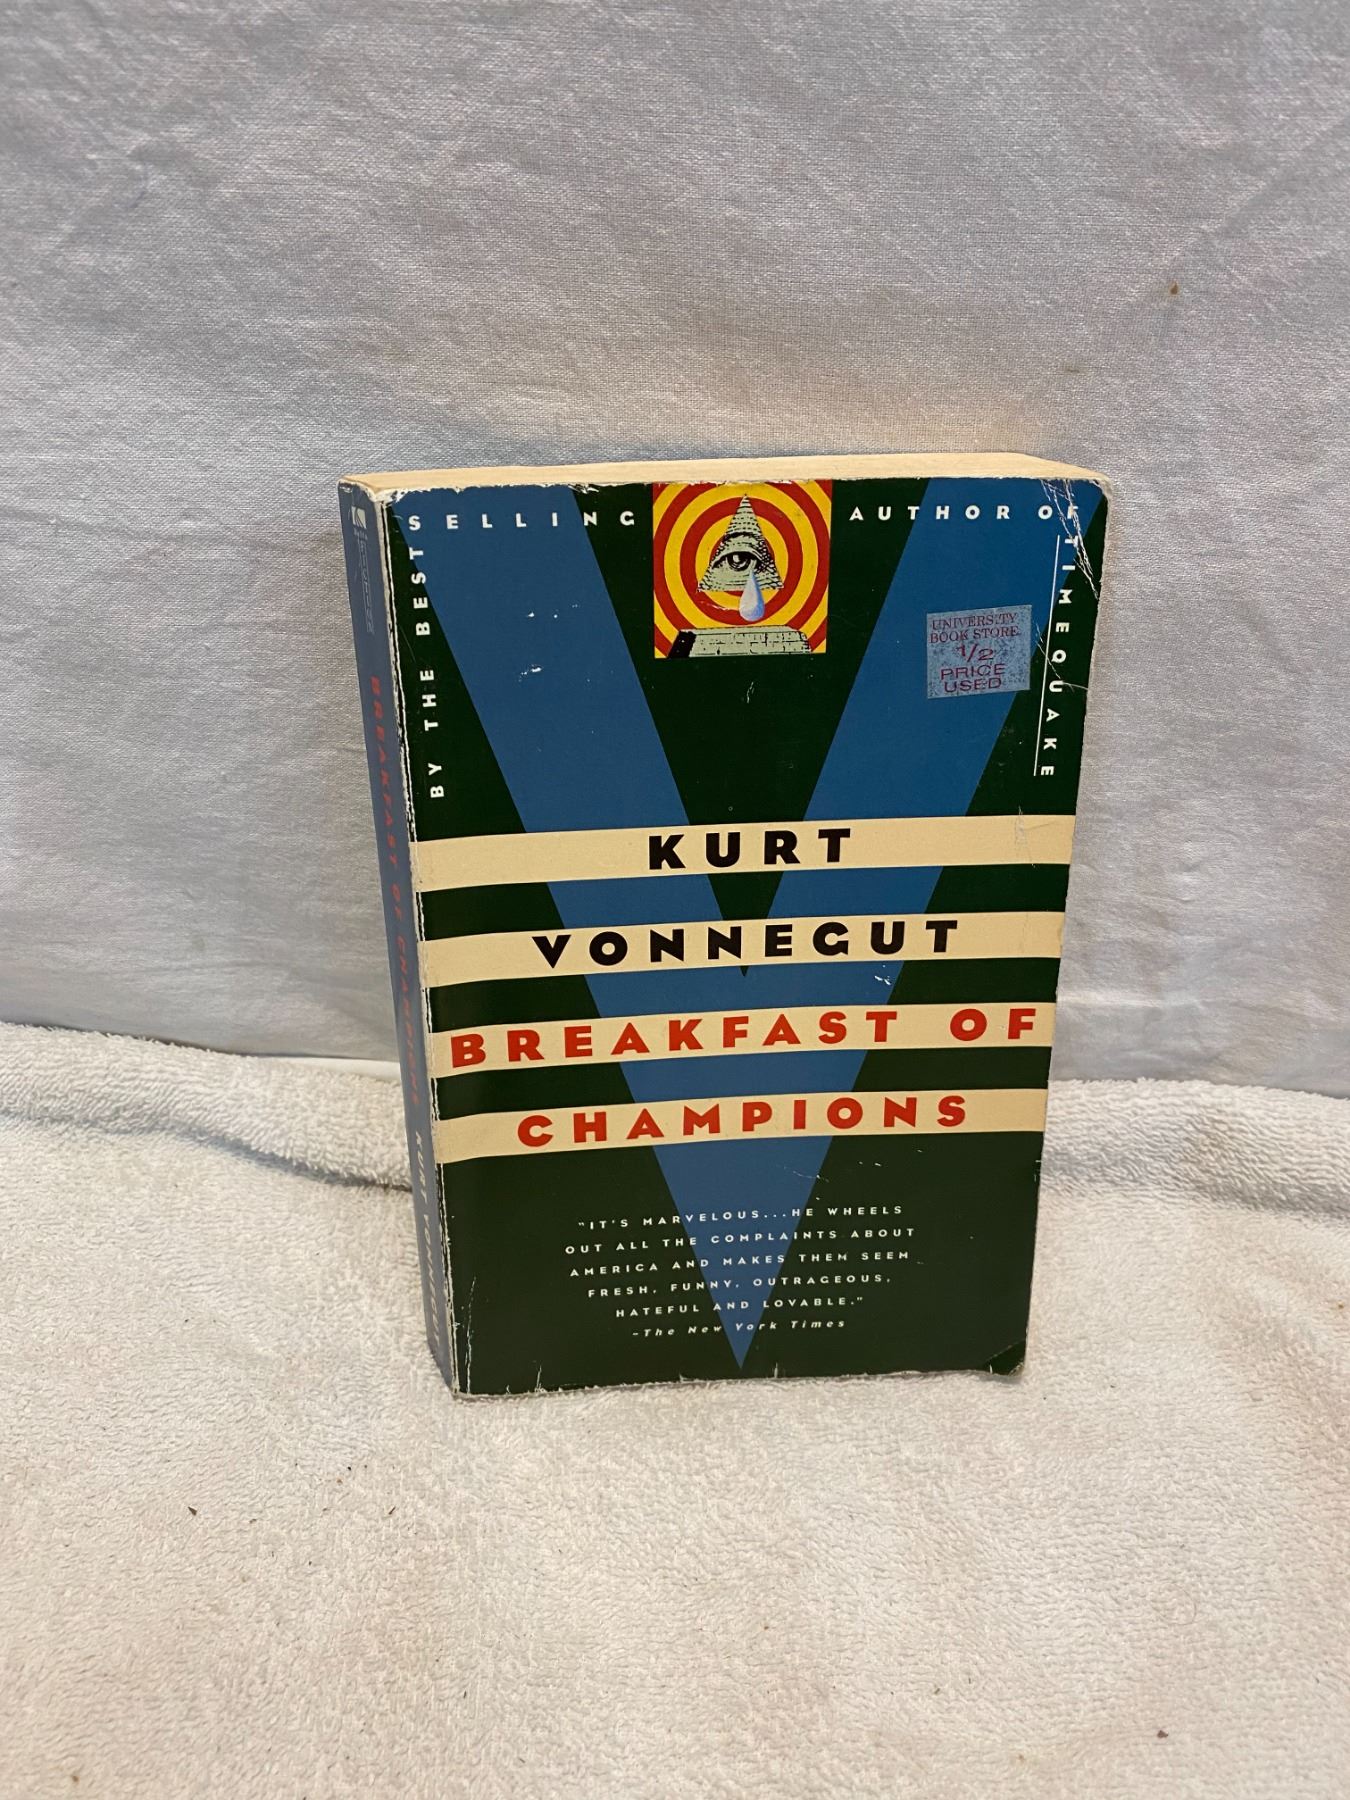 BY THE BEST SELLING AUTHOR OF TIMEQUAKE
UNIVERSITY
BOOK STORE
1/2
PRICE
USED
KURT
VONNEGUT
BREAKFAST OF
CHAMPIONS
"IT'S MARVELOUS...HE WHEELS
OUT ALL THE COMPLAINTS ABOUT
AMERICA AND MAKES THEM SEEM
FRESH, FUNNY, OUTRAGEOUS,
HATEFUL AND LOVABLE."
–The New York Times
BREAKFAST OF CHAMPIONS KURT VONNEGUT